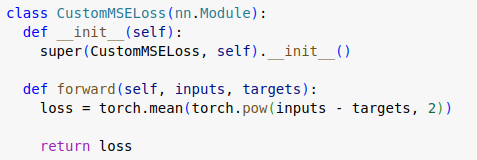 class CustomMSELoss(nn.Module):
  def __init__(self):
    super(CustomMSELoss, self).__init__()

  def forward(self, inputs, targets):
    loss = torch.mean(torch.pow(inputs - targets, 2))

    return loss